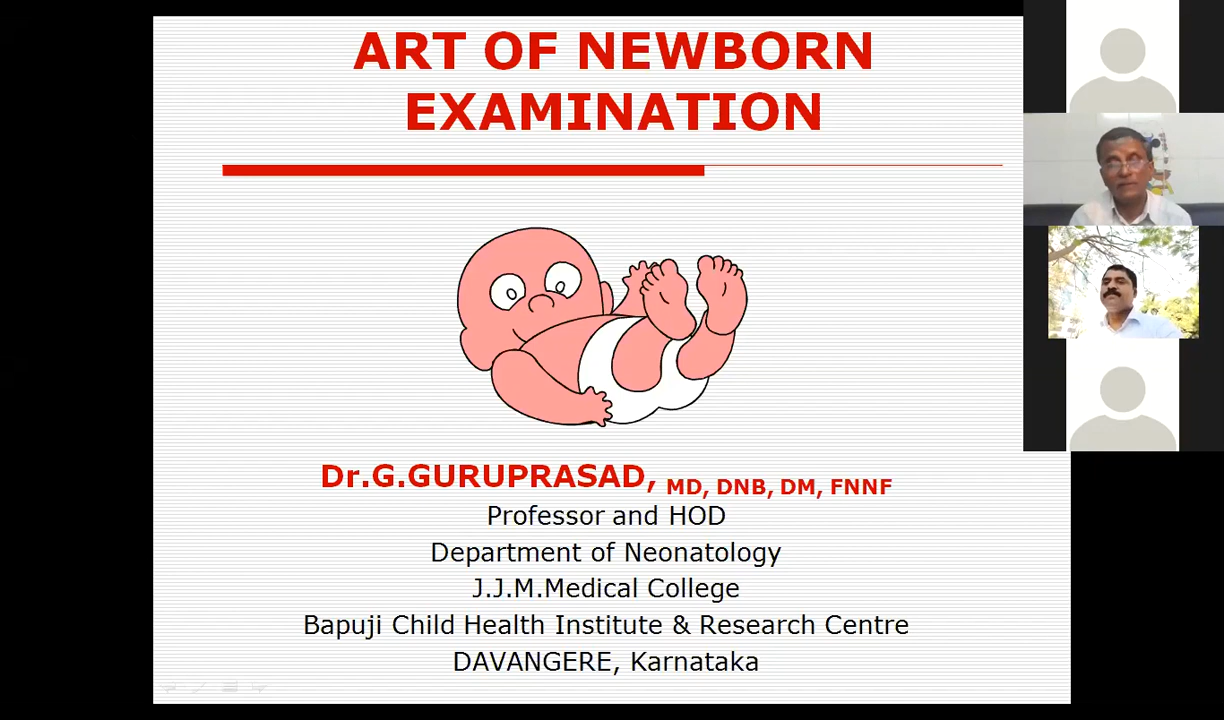 ART OF NEWBORN
EXAMINATION
Dr.G.GURUPRASAD, MD, DNB, DM, FNNF
Professor and HOD
Department of Neonatology
J.J.M.Medical College
Bapuji Child Health Institute & Research Centre
DAVANGERE, Karnataka